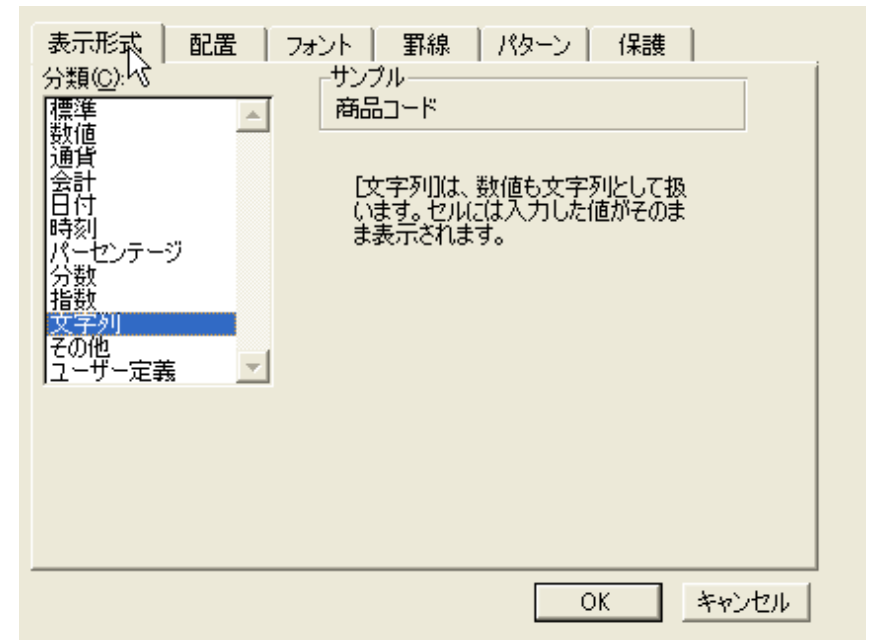 表示形式 配置 フォント 罫線 パターン 保護
分類(C):
標準
数値
通貨
会計
日付
時刻
パーセンテージ
分数
指数
文字列
その他
ユーザー定義
サンプル
商品コード
[文字列]は、数値も文字列として扱
います。セルには入力した値がそのま
ま表示されます。
OK キャンセル